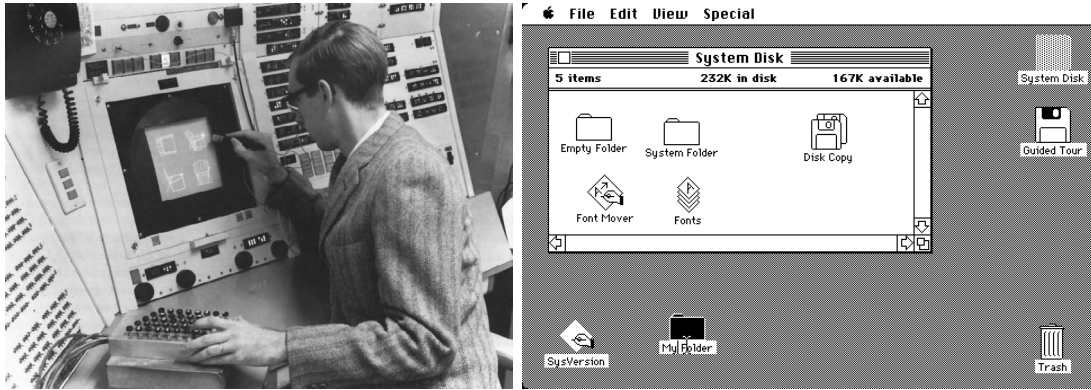 File Edit View Special
System Disk
5 items 232K in disk 167K available
Empty Folder
System Folder
Disk Copy
Font Mover
Fonts
System Disk
Guided Tour
SysVersion
My Folder
Trash